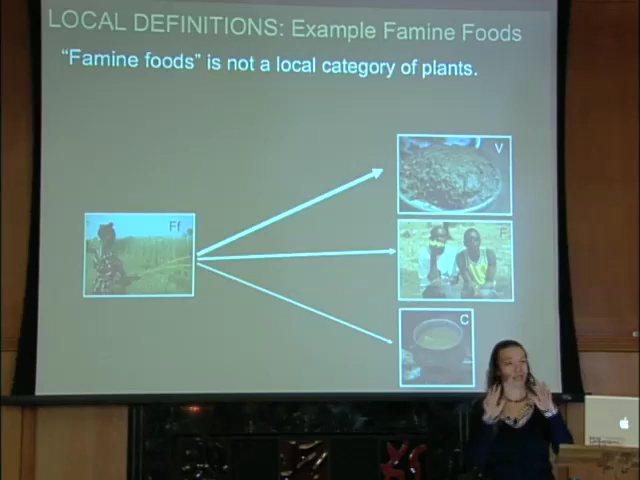 LOCAL DEFINITIONS: Example Famine Foods
“Famine foods” is not a local category of plants.
V
Ff
F
C